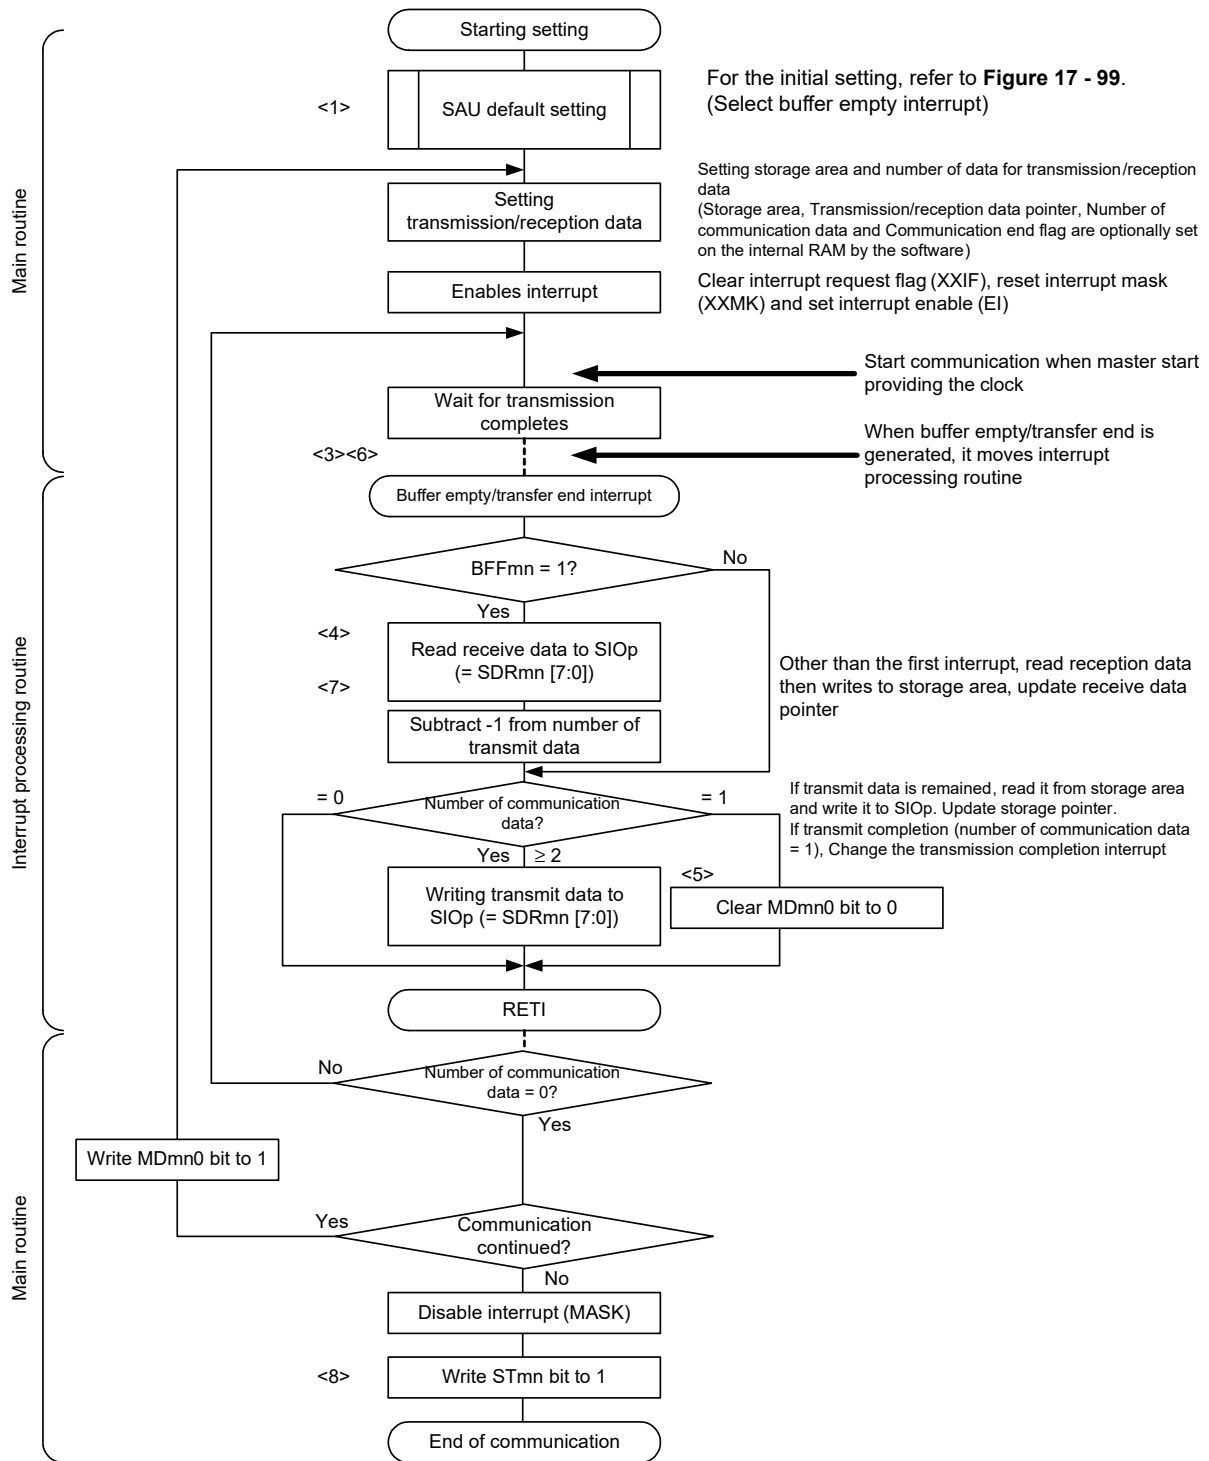 Starting setting
<1>
SAU default setting
For the initial setting, refer to Figure 17 - 99.
(Select buffer empty interrupt)
Main routine
Setting
transmission/reception data
Setting storage area and number of data for transmission/reception
data
(Storage area, Transmission/reception data pointer, Number of
communication data and Communication end flag are optionally set
on the internal RAM by the software)
Enables interrupt
Clear interrupt request flag (XXIF), reset interrupt mask
(XXMK) and set interrupt enable (EI)
Start communication when master start
providing the clock
Wait for transmission
completes
<3><6>
When buffer empty/transfer end is
generated, it moves interrupt
processing routine
Buffer empty/transfer end interrupt
BFFmn = 1?
No
Yes
Interrupt processing routine
<4>
<7>
Read receive data to SIOp
(= SDRmn [7:0])
Other than the first interrupt, read reception data
then writes to storage area, update receive data
pointer
Subtract -1 from number of
transmit data
= 0
Number of communication
data?
= 1
If transmit data is remained, read it from storage area
and write it to SIOp. Update storage pointer.
If transmit completion (number of communication data
= 1), Change the transmission completion interrupt
Yes ≥ 2
<5>
Writing transmit data to
SIOp (= SDRmn [7:0])
Clear MDmn0 bit to 0
RETI
No
Number of communication
data = 0?
Yes
Write MDmn0 bit to 1
Main routine
Yes
Communication
continued?
No
Disable interrupt (MASK)
<8>
Write STmn bit to 1
End of communication